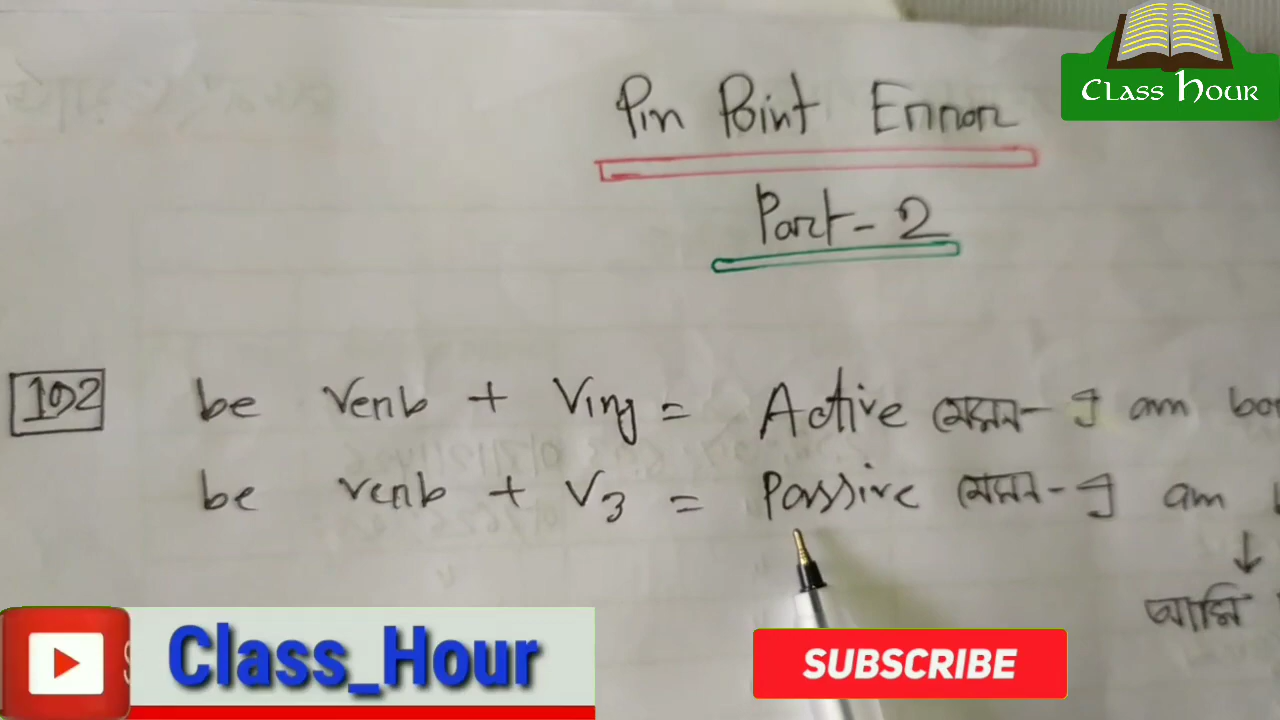 CLASS HOUR
Pin Point Error
Part - 2
102 be verb + Ving = Active যেমন- I am
be verb + V3 = Passive যেমন- I am
↓
আমি
Class_Hour
SUBSCRIBE